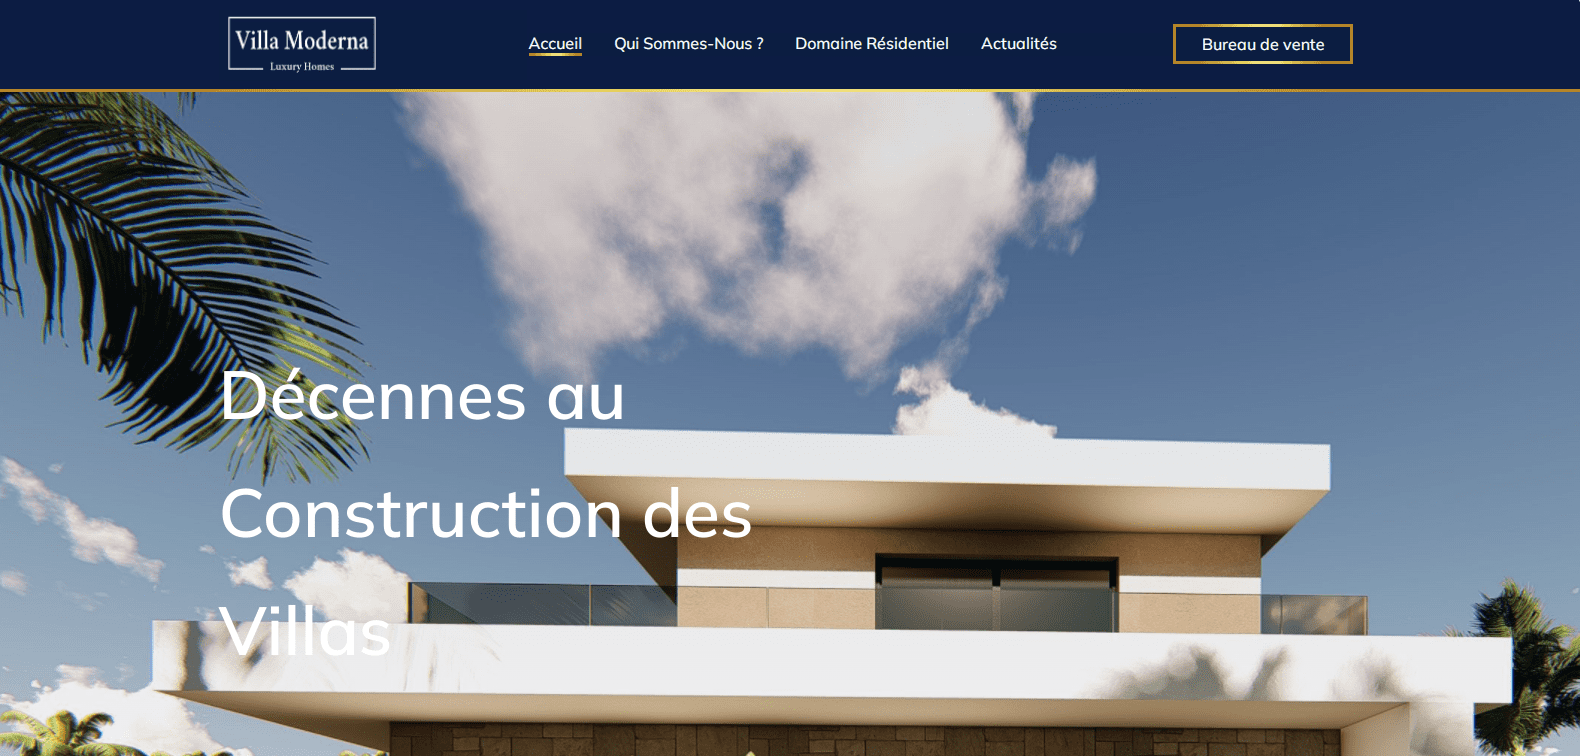 Villa Moderna
Luxury Homes
Accueil
Qui Sommes-Nous ?
Domaine Résidentiel
Actualités
Bureau de vente
Décennes au
Construction des
Villas